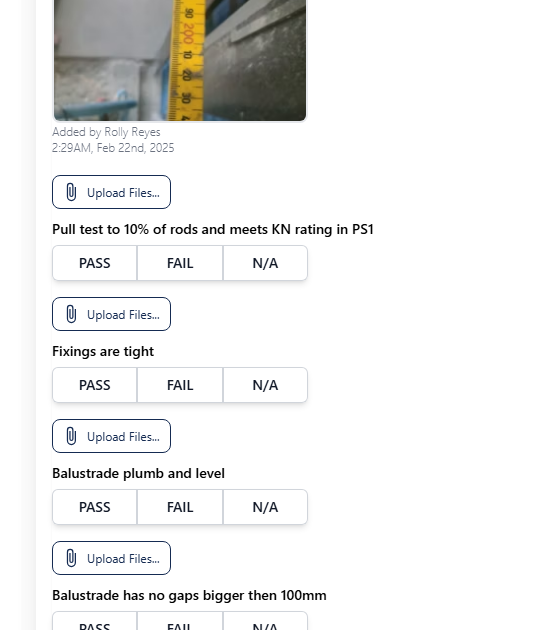 90
200
10
20
30
Added by Rolly Reyes
2:29AM, Feb 22nd, 2025
Upload Files...
Pull test to 10% of rods and meets KN rating in PS1
PASS FAIL N/A
Upload Files...
Fixings are tight
PASS FAIL N/A
Upload Files...
Balustrade plumb and level
PASS FAIL N/A
Upload Files...
Balustrade has no gaps bigger then 100mm
PASS FAIL N/A